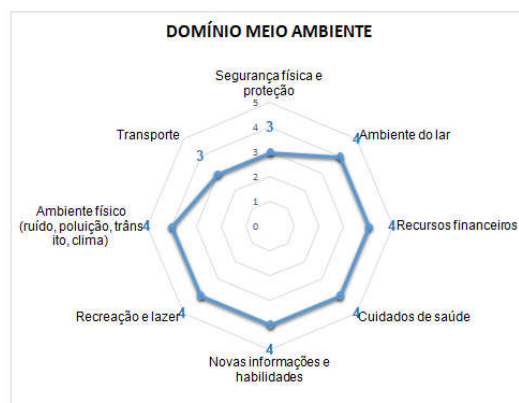 DOMÍNIO MEIO AMBIENTE
Segurança física e
proteção
5
4
3
3
2
1
0
Ambiente do lar
4
Recursos financeiros
4
Cuidados de saúde
4
Novas informações e
habilidades
4
Recreação e lazer
4
Ambiente físico
(ruído, poluição, trâns
ito, clima)
4
Transporte
3